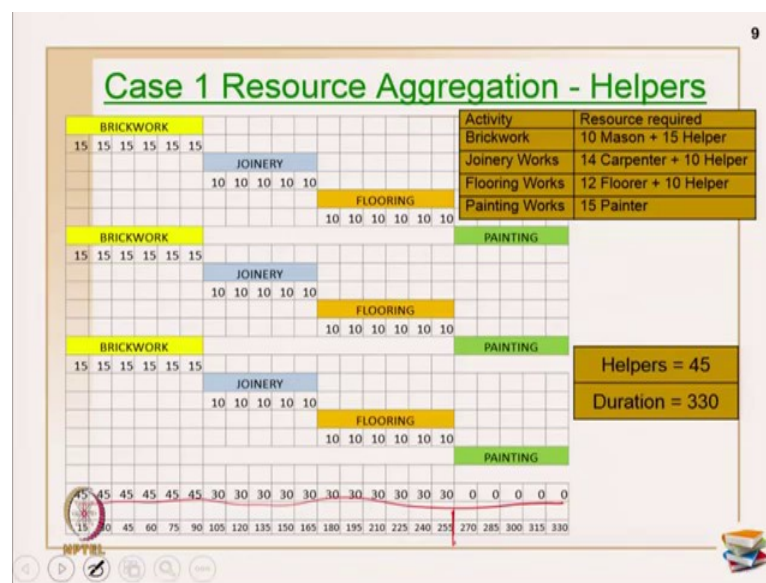 9
Case 1 Resource Aggregation - Helpers
Activity Resource required
Brickwork 10 Mason + 15 Helper
Joinery Works 14 Carpenter + 10 Helper
Flooring Works 12 Floorer + 10 Helper
Painting Works 15 Painter
BRICKWORK
15 15 15 15 15 15
JOINERY
10 10 10 10 10
FLOORING
10 10 10 10 10 10
BRICKWORK PAINTING
15 15 15 15 15 15
JOINERY
10 10 10 10 10
FLOORING
10 10 10 10 10 10
BRICKWORK PAINTING
15 15 15 15 15 15
JOINERY
10 10 10 10 10
FLOORING
10 10 10 10 10 10
PAINTING
Helpers = 45
Duration = 330
45 45 45 45 45 45 30 30 30 30 30 30 30 30 30 30 30 0 0 0 0 0
15 30 45 60 75 90 105 120 135 150 165 180 195 210 225 240 255 270 285 300 315 330
NPTEL